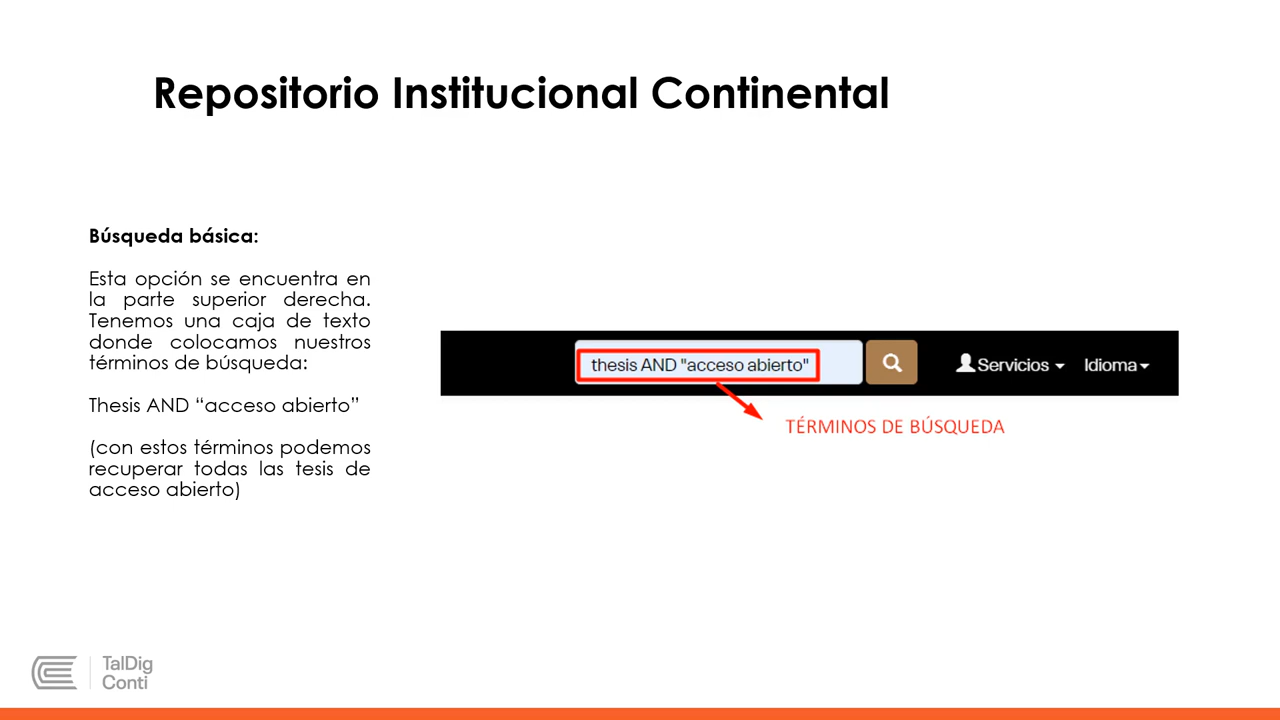 Repositorio Institucional Continental
Búsqueda básica:
Esta opción se encuentra en
la parte superior derecha.
Tenemos una caja de texto
donde colocamos nuestros
términos de búsqueda:
Thesis AND “acceso abierto”
(con estos términos podemos
recuperar todas las tesis de
acceso abierto)
thesis AND "acceso abierto"
Servicios
Idioma
TÉRMINOS DE BÚSQUEDA
TalDig
Conti